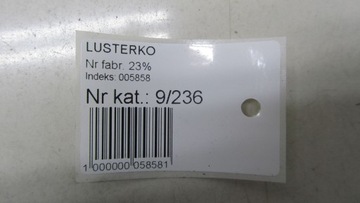 LUSTERKO
Nr fabr. 23%
Indeks: 005858
Nr kat.: 9/236
1 000000 058581